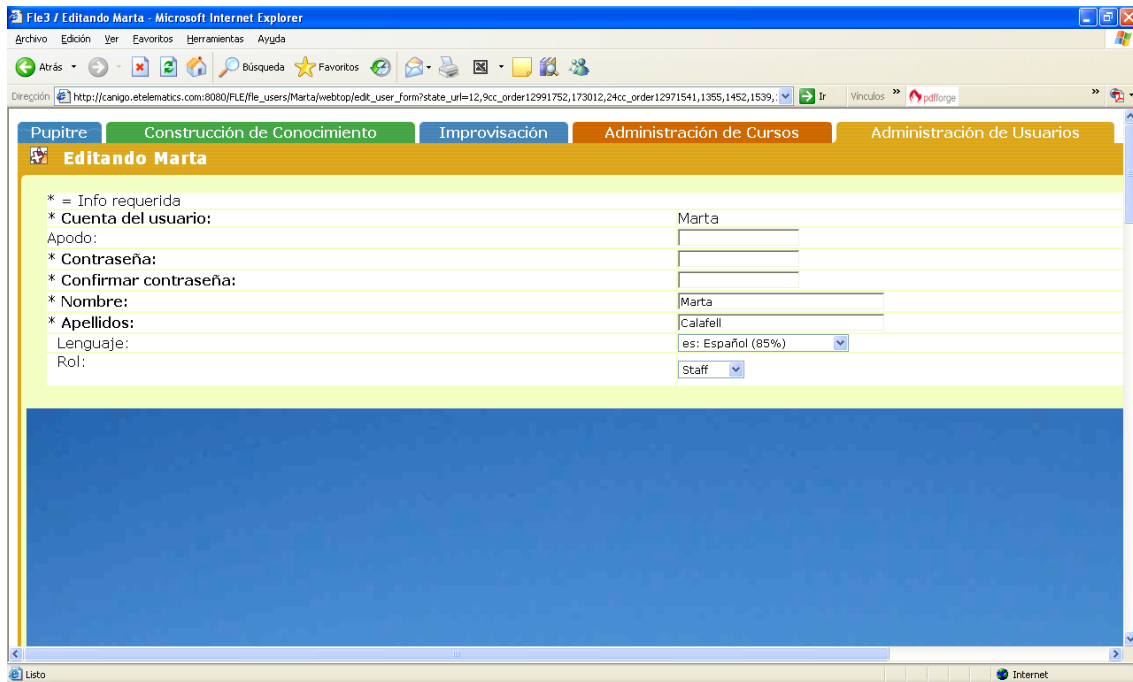 Fle3 / Editando Marta - Microsoft Internet Explorer
Archivo Edición Ver Favoritos Herramientas Ayuda
Atrás Búsqueda Favoritos
Dirección http://canigo.etelematics.com:8080/FLE/fle_users/Marta/webtop/edit_user_form?state_url=12,9cc_order12991752,173012,24cc_order12971541,1355,1452,1539,: Ir Vínculos » pdfforge »
Pupitre Construcción de Conocimiento Improvisación Administración de Cursos Administración de Usuarios
Editando Marta
* = Info requerida
* Cuenta del usuario: Marta
Apodo:
* Contraseña:
* Confirmar contraseña:
* Nombre: Marta
* Apellidos: Calafell
Lenguaje: es: Español (85%)
Rol: Staff
Listo Internet